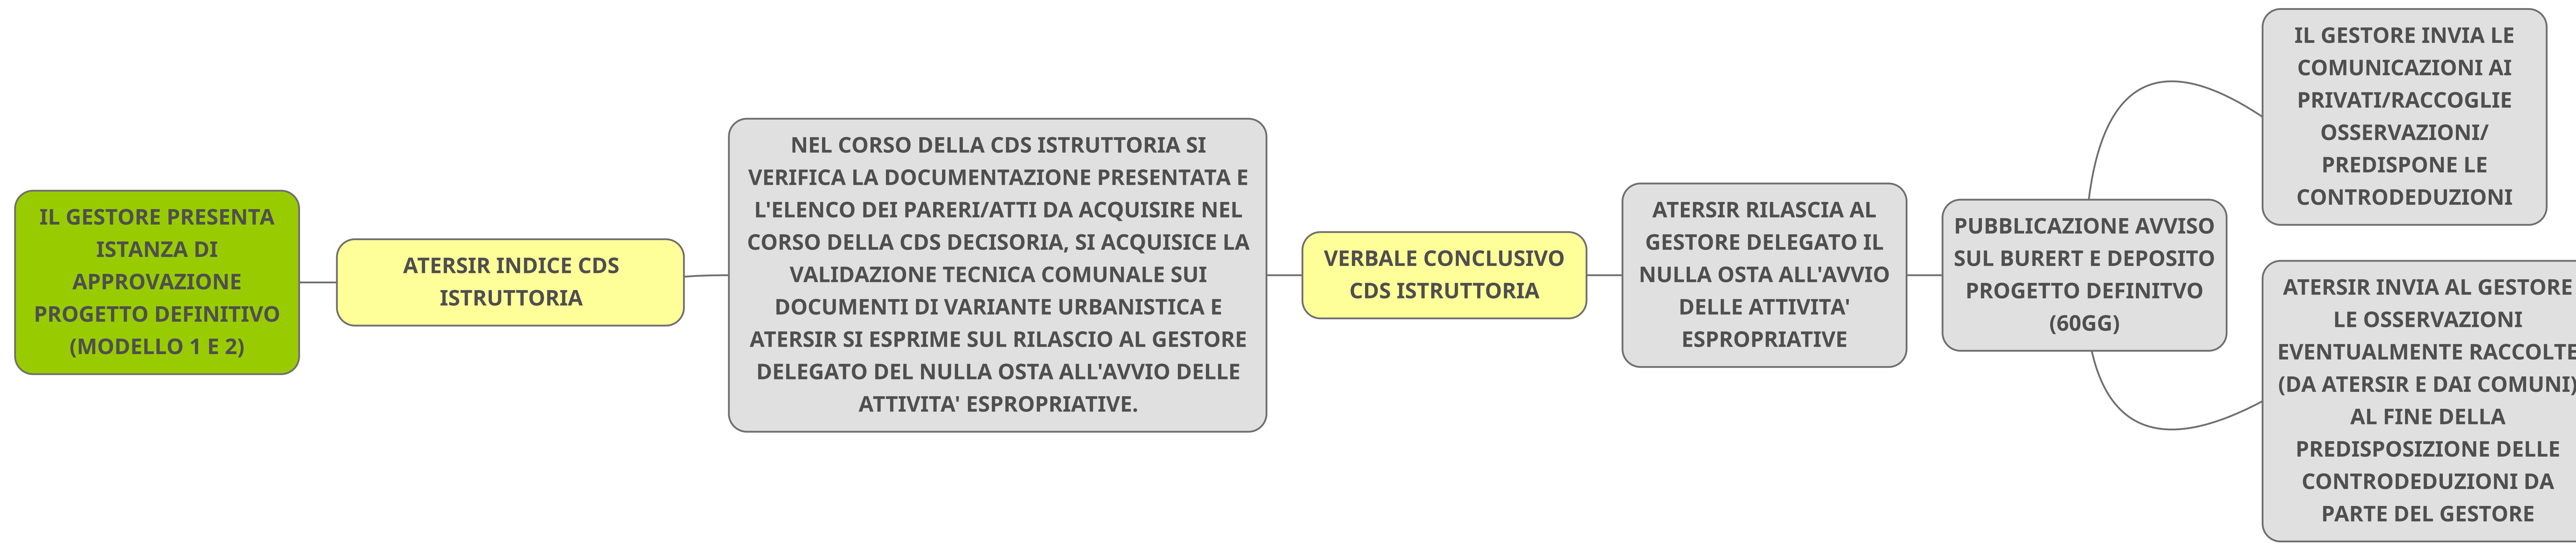 IL GESTORE PRESENTA
ISTANZA DI
APPROVAZIONE
PROGETTO DEFINITIVO
(MODELLO 1 E 2)
ATERSIR INDICE CDS
ISTRUTTORIA
NEL CORSO DELLA CDS ISTRUTTORIA SI
VERIFICA LA DOCUMENTAZIONE PRESENTATA E
L'ELENCO DEI PARERI/ATTI DA ACQUISIRE NEL
CORSO DELLA CDS DECISORIA, SI ACQUISICE LA
VALIDAZIONE TECNICA COMUNALE SUI
DOCUMENTI DI VARIANTE URBANISTICA E
ATERSIR SI ESPRIME SUL RILASCIO AL GESTORE
DELEGATO DEL NULLA OSTA ALL'AVVIO DELLE
ATTIVITA' ESPROPRIATIVE.
VERBALE CONCLUSIVO
CDS ISTRUTTORIA
ATERSIR RILASCIA AL
GESTORE DELEGATO IL
NULLA OSTA ALL'AVVIO
DELLE ATTIVITA'
ESPROPRIATIVE
PUBBLICAZIONE AVVISO
SUL BURERT E DEPOSITO
PROGETTO DEFINITVO
(60GG)
IL GESTORE INVIA LE
COMUNICAZIONI AI
PRIVATI/RACCOGLIE
OSSERVAZIONI/
PREDISPONE LE
CONTRODEDUZIONI
ATERSIR INVIA AL GESTORE
LE OSSERVAZIONI
EVENTUALMENTE RACCOLTE
(DA ATERSIR E DAI COMUNI)
AL FINE DELLA
PREDISPOSIZIONE DELLE
CONTRODEDUZIONI DA
PARTE DEL GESTORE